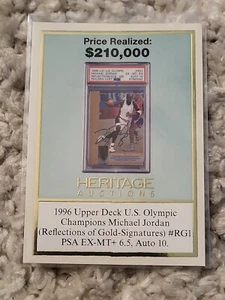 Price Realized:
$210,000
HERITAGE
AUCTIONS
1996 Upper Deck U.S. Olympic
Champions Michael Jordan
(Reflections of Gold-Signatures) #RG1
PSA EX-MT+ 6.5, Auto 10.